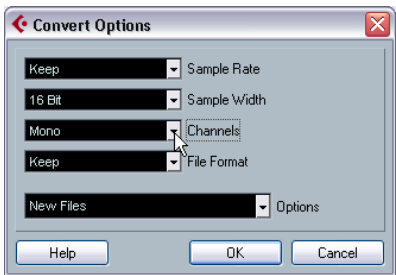 Convert Options
Keep Sample Rate
16 Bit Sample Width
Mono Channels
Keep File Format
New Files Options
Help OK Cancel